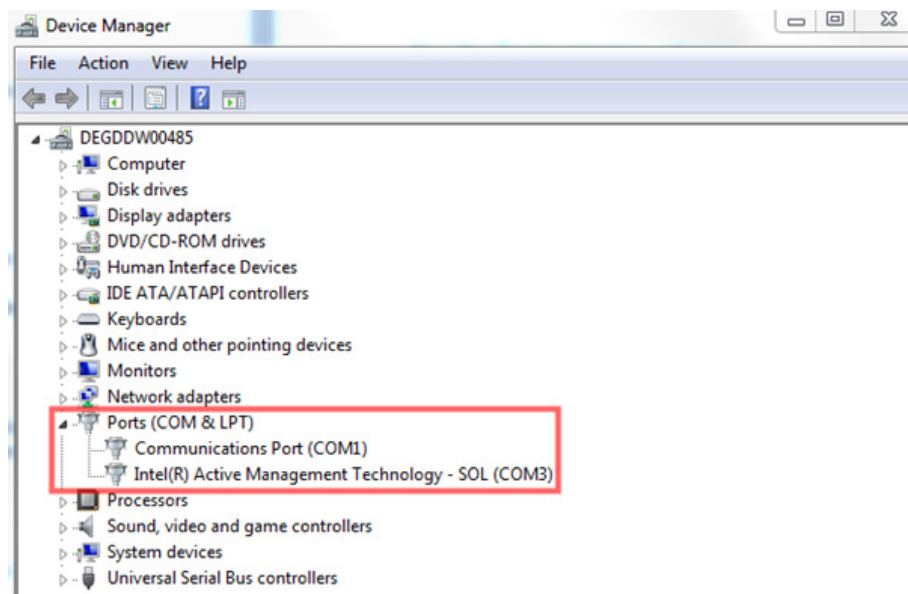 Device Manager
File Action View Help
DEGDDW00485
Computer
Disk drives
Display adapters
DVD/CD-ROM drives
Human Interface Devices
IDE ATA/ATAPI controllers
Keyboards
Mice and other pointing devices
Monitors
Network adapters
Ports (COM & LPT)
Communications Port (COM1)
Intel(R) Active Management Technology - SOL (COM3)
Processors
Sound, video and game controllers
System devices
Universal Serial Bus controllers